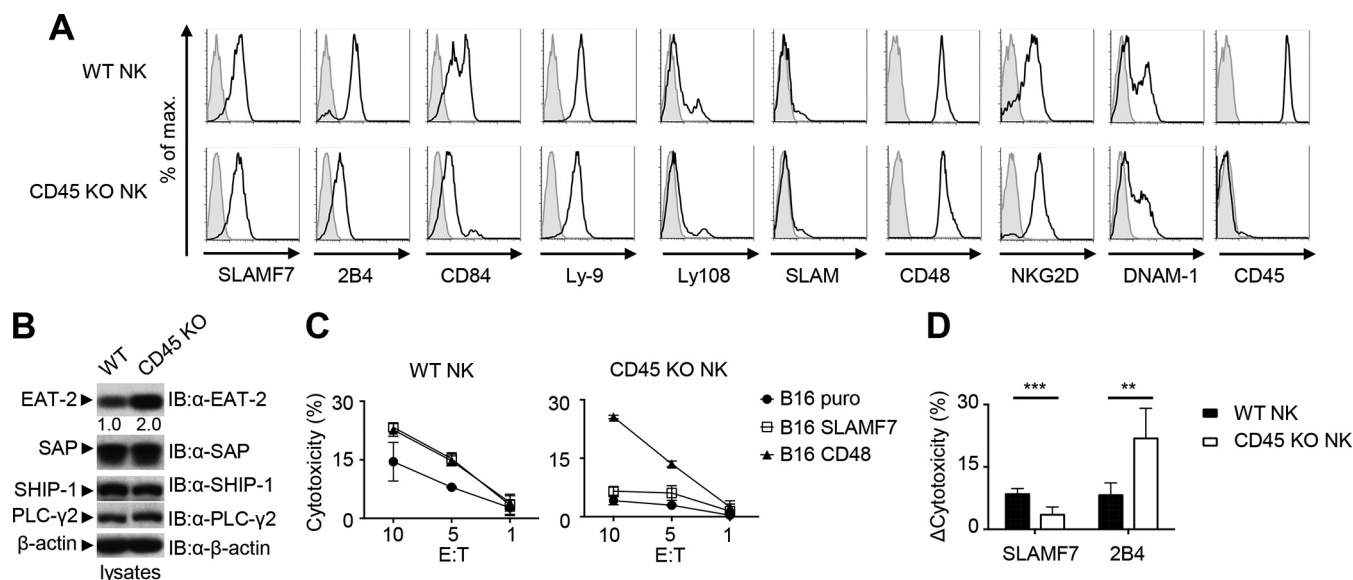 A
WT NK
CD45 KO NK
% of max.
SLAMF7
2B4
CD84
Ly-9
Ly108
SLAM
CD48
NKG2D
DNAM-1
CD45
B
WT
CD45 KO
EAT-2
IB:α-EAT-2
1.0 2.0
SAP
IB:α-SAP
SHIP-1
IB:α-SHIP-1
PLC-γ2
IB:α-PLC-γ2
β-actin
IB:α-β-actin
lysates
C
WT NK
Cytotoxicity (%)
30
15
0
10 5 1
E:T
CD45 KO NK
30
15
0
10 5 1
E:T
B16 puro
B16 SLAMF7
B16 CD48
D
ΔCytotoxicity (%)
30
15
0
***
**
SLAMF7
2B4
WT NK
CD45 KO NK